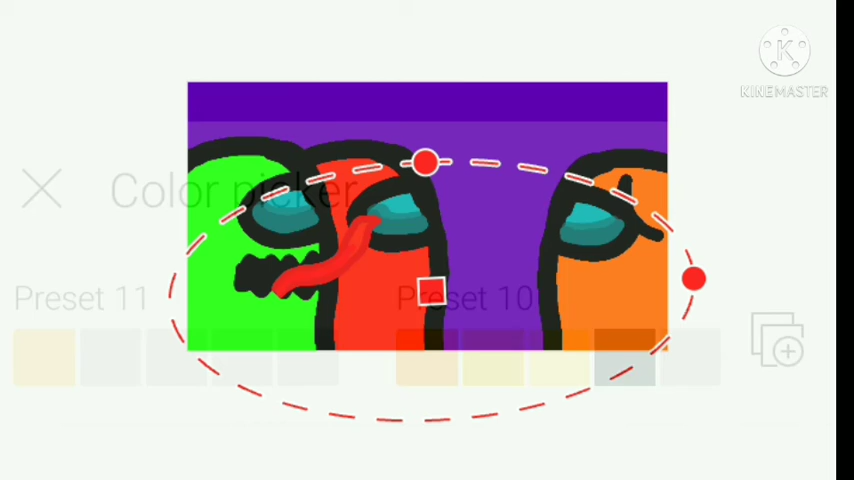 K
KINEMASTER
Color picker
Preset 11
Preset 10